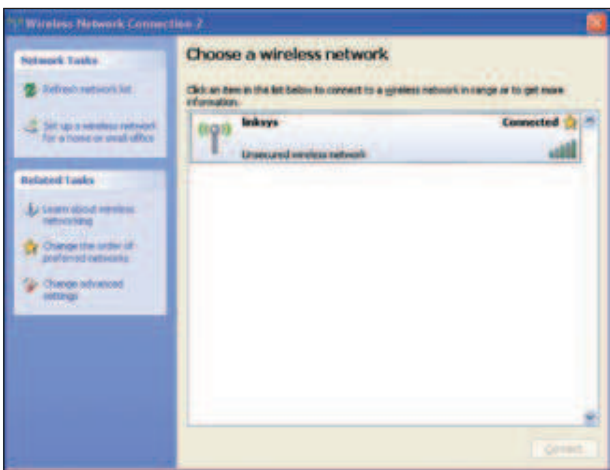 Wireless Network Connection 2
Network Tasks
Refresh network list
Set up a wireless network
for a home or small office
Related Tasks
Learn about wireless
networking
Change the order of
preferred networks
Change advanced
settings
Choose a wireless network
Click an item in the list below to connect to a wireless network in range or to get more
information.
linksys
Connected
Unsecured wireless network
Connect